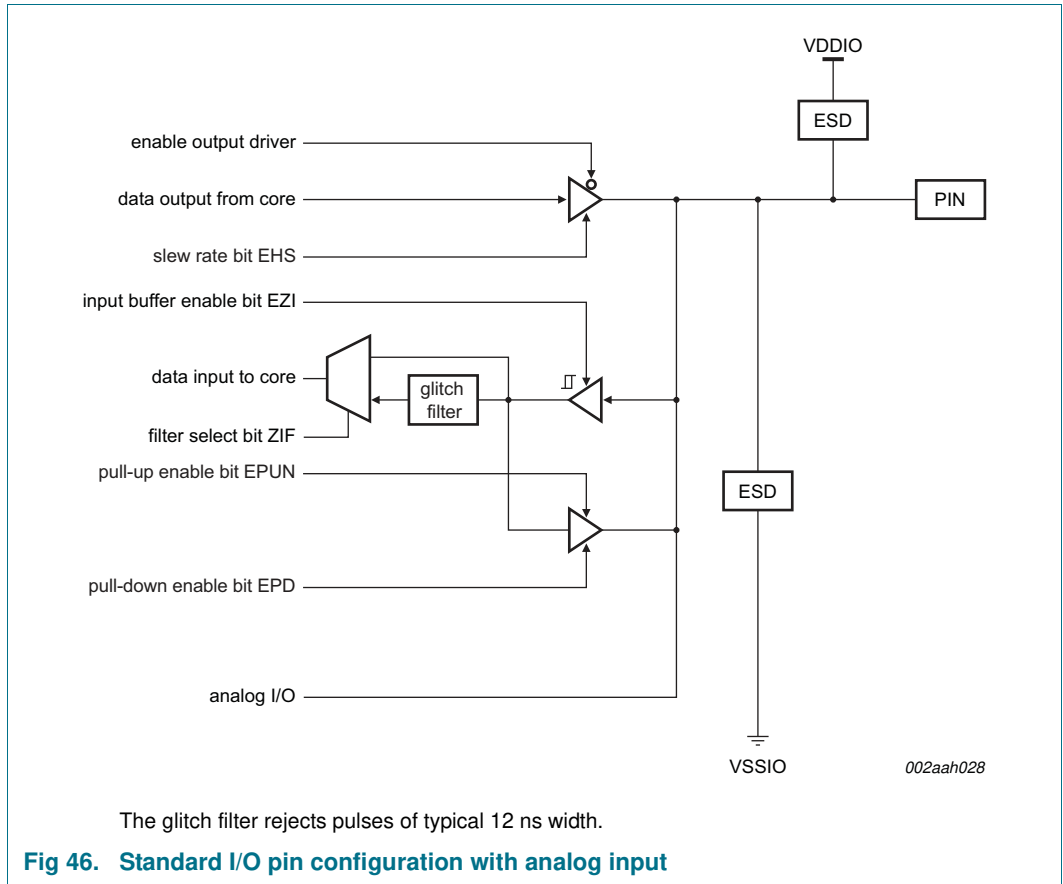 VDDIO
ESD
enable output driver
data output from core
PIN
slew rate bit EHS
input buffer enable bit EZI
data input to core
glitch
filter
filter select bit ZIF
pull-up enable bit EPUN
ESD
pull-down enable bit EPD
analog I/O
VSSIO
002aah028
The glitch filter rejects pulses of typical 12 ns width.
Fig 46. Standard I/O pin configuration with analog input